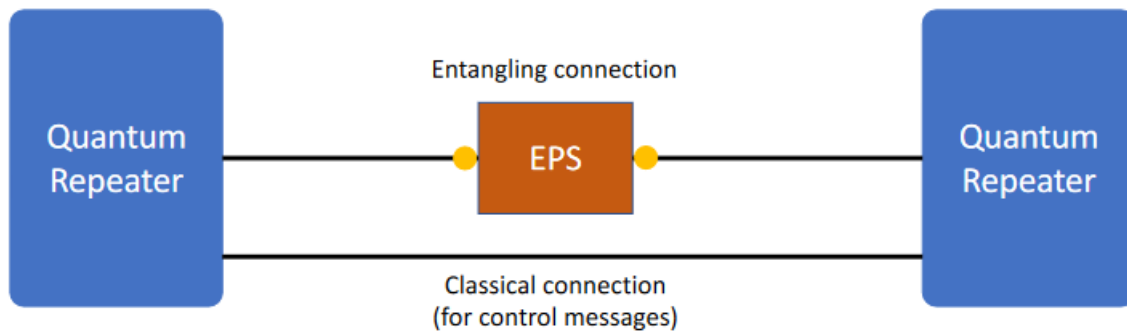 Entangling connection
Quantum
Repeater
EPS
Quantum
Repeater
Classical connection
(for control messages)